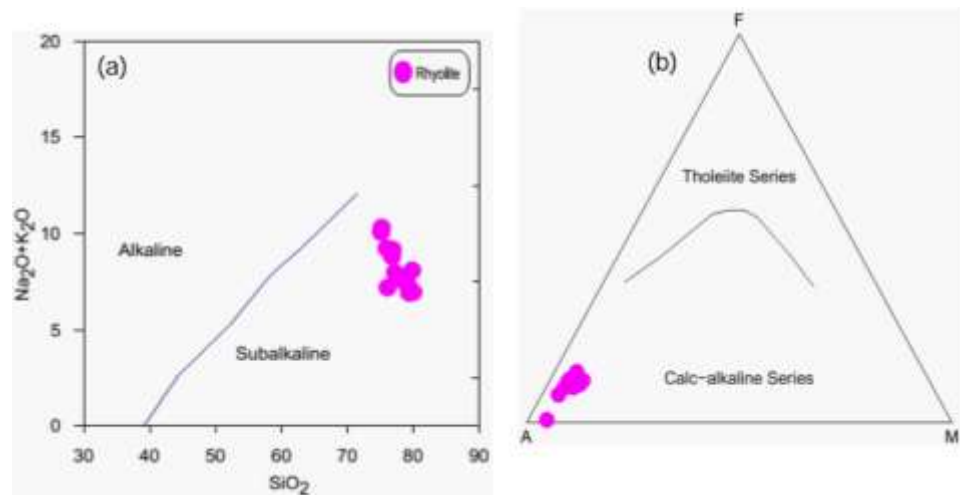 (a)
Rhyolite
20
15
10
5
0
Na2O+K2O
Alkaline
Subalkaline
30 40 50 60 70 80 90
SiO2
(b)
F
Tholeiite Series
Calc-alkaline Series
A M